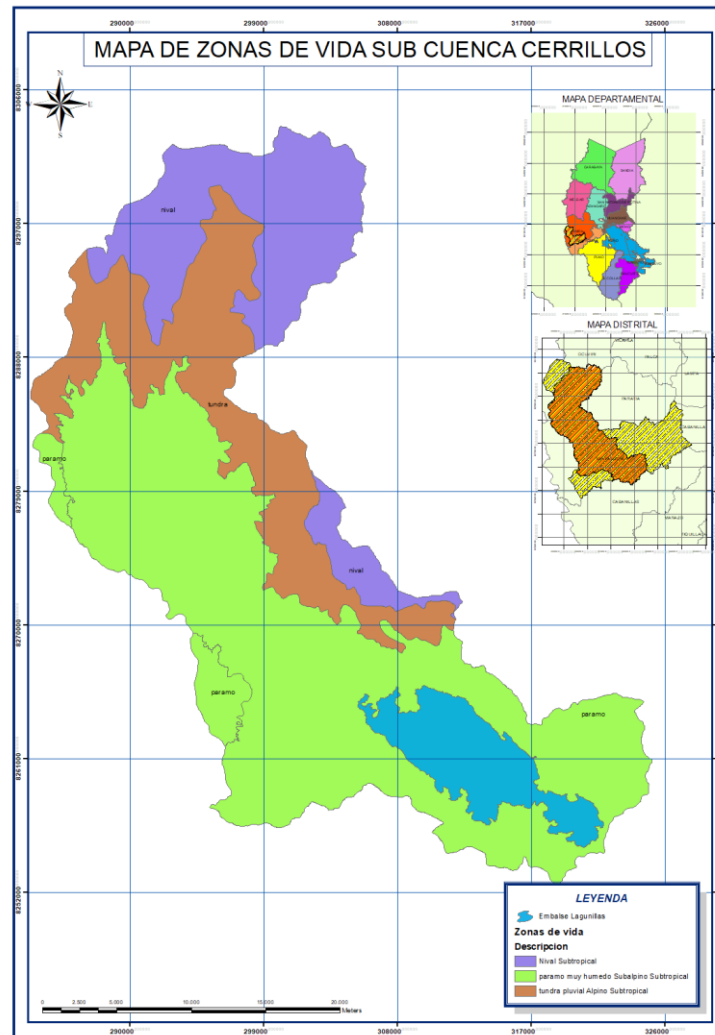 290000 299000 308000 317000 326000
MAPA DE ZONAS DE VIDA SUB CUENCA CERRILLOS
8306000
N
W E
S
MAPA DEPARTAMENTAL
nival
8297000
MAPA DISTRITAL
8288000
tundra
paramo
8279000
nival
8270000
paramo
paramo
8261000
8252000
LEYENDA
Embalse Lagunillas
Zonas de vida
Descripcion
Nival Subtropical
paramo muy humedo Subalpino Subtropical
tundra pluvial Alpino Subtropical
0 2.500 5.000 10.000 15.000 20.000
Meters
290000 299000 308000 317000 326000